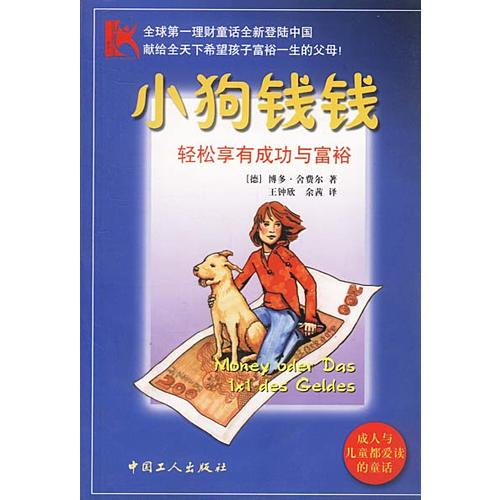 全球第一理财童话全新登陆中国
献给全天下希望孩子富裕一生的父母！
小狗钱钱
轻松享有成功与富裕
［德］博多·舍费尔 著
王钟欣 余茜 译
200
200
Money oder Das
1x1 des Geldes
成人与
儿童都爱读
的童话
中国工人出版社